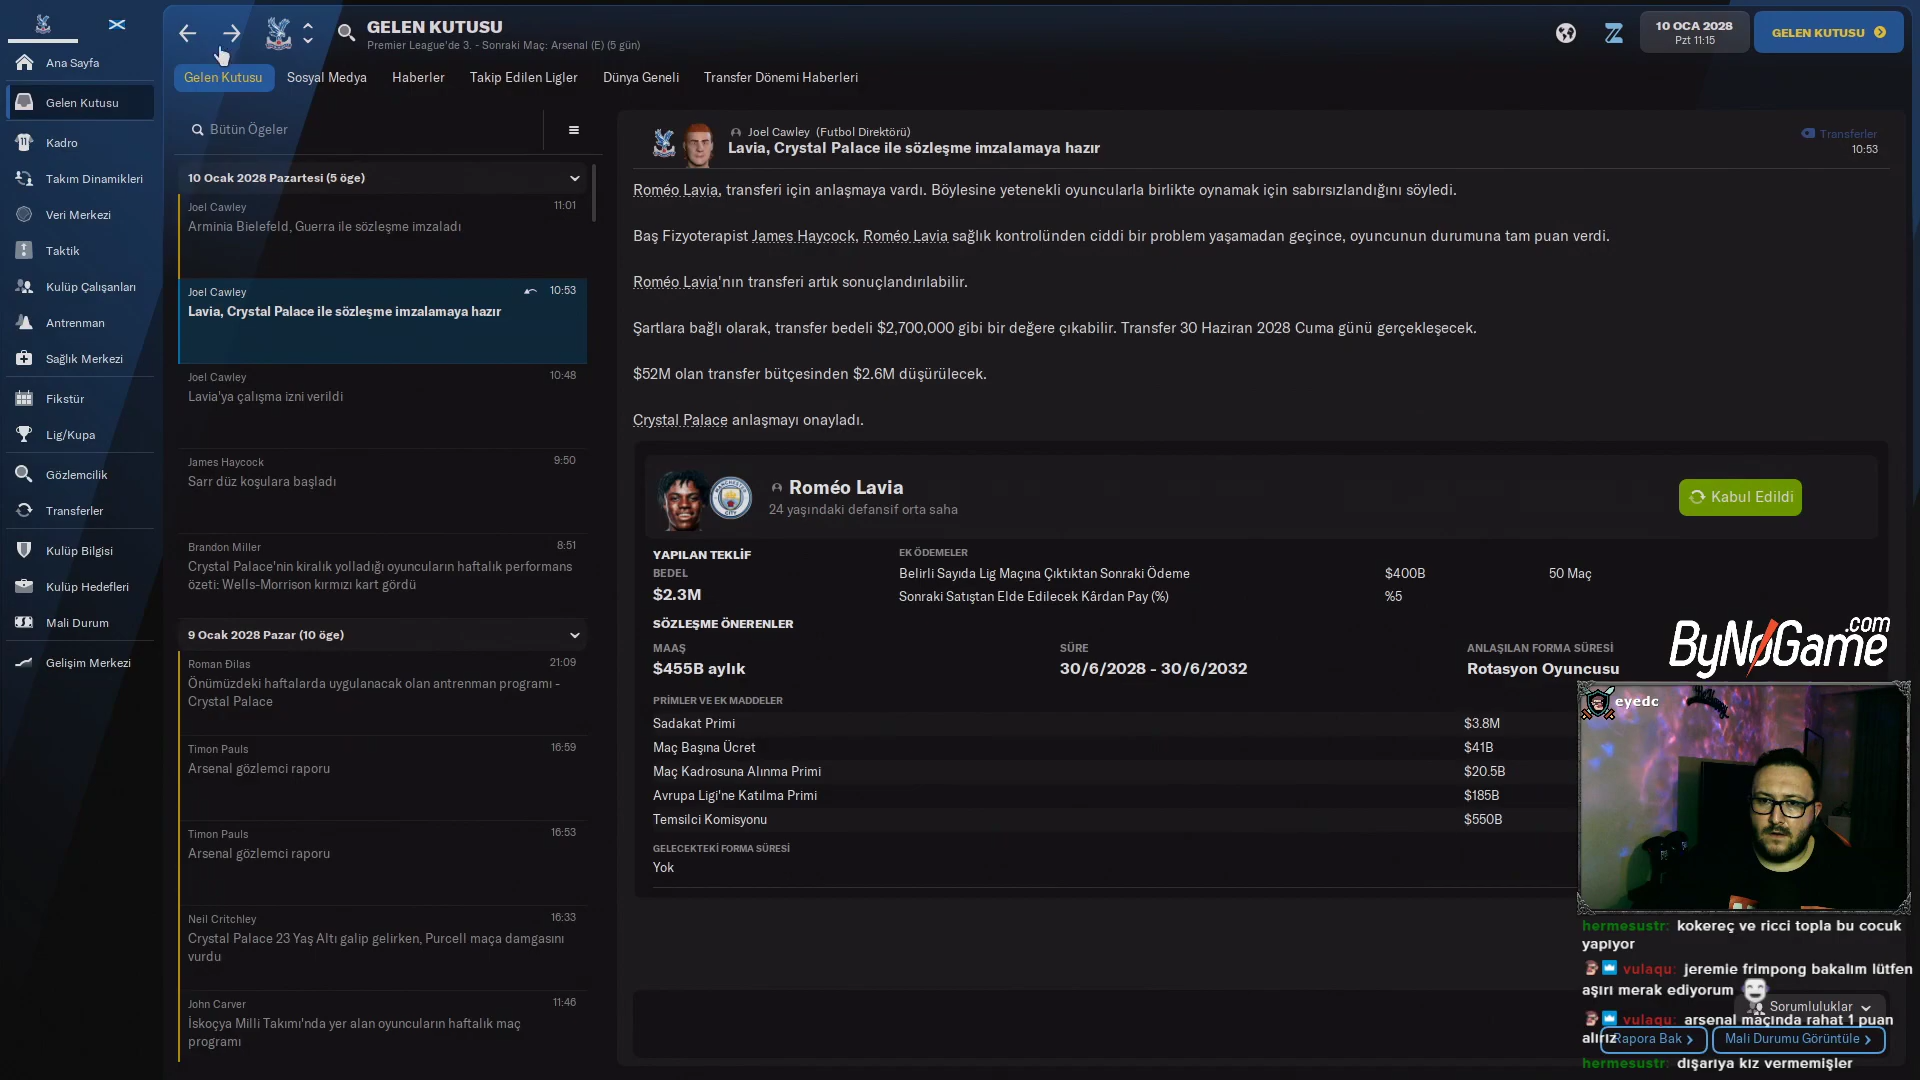 GELEN KUTUSU
Premier League'de 3. - Sonraki Maç: Arsenal (E) (5 gün)
10 OCA 2028
Pzt 11:15
GELEN KUTUSU
Gelen Kutusu
Sosyal Medya
Haberler
Takip Edilen Ligler
Dünya Geneli
Transfer Dönemi Haberleri
Ana Sayfa
Gelen Kutusu
Kadro
Takım Dinamikleri
Veri Merkezi
Taktik
Kulüp Çalışanları
Antrenman
Sağlık Merkezi
Fikstür
Lig/Kupa
Gözlemcilik
Transferler
Kulüp Bilgisi
Kulüp Hedefleri
Mali Durum
Gelişim Merkezi
Bütün Ögeler
10 Ocak 2028 Pazartesi (5 öge)
Joel Cawley 11:01
Arminia Bielefeld, Guerra ile sözleşme imzaladı
Joel Cawley 10:53
Lavia, Crystal Palace ile sözleşme imzalamaya hazır
Joel Cawley 10:48
Lavia'ya çalışma izni verildi
James Haycock 9:50
Sarr düz koşulara başladı
Brandon Miller 8:51
Crystal Palace'nin kiralık yolladığı oyuncuların haftalık performans
özeti: Wells-Morrison kırmızı kart gördü
9 Ocak 2028 Pazar (10 öge)
Roman Đilas 21:09
Önümüzdeki haftalarda uygulanacak olan antrenman programı -
Crystal Palace
Timon Pauls 16:59
Arsenal gözlemci raporu
Timon Pauls 16:53
Arsenal gözlemci raporu
Neil Critchley 16:33
Crystal Palace 23 Yaş Altı galip gelirken, Purcell maça damgasını
vurdu
John Carver 11:46
İskoçya Milli Takımı'nda yer alan oyuncuların haftalık maç
programı
Joel Cawley (Futbol Direktörü)
Lavia, Crystal Palace ile sözleşme imzalamaya hazır
Transferler
10:53
Roméo Lavia, transferi için anlaşmaya vardı. Böylesine yetenekli oyuncularla birlikte oynamak için sabırsızlandığını söyledi.
Baş Fizyoterapist James Haycock, Roméo Lavia sağlık kontrolünden ciddi bir problem yaşamadan geçince, oyuncunun durumuna tam puan verdi.
Roméo Lavia'nın transferi artık sonuçlandırılabilir.
Şartlara bağlı olarak, transfer bedeli $2,700,000 gibi bir değere çıkabilir. Transfer 30 Haziran 2028 Cuma günü gerçekleşecek.
$52M olan transfer bütçesinden $2.6M düşürülecek.
Crystal Palace anlaşmayı onayladı.
Roméo Lavia
24 yaşındaki defansif orta saha
Kabul Edildi
YAPILAN TEKLİF
BEDEL
$2.3M
EK ÖDEMELER
Belirli Sayıda Lig Maçına Çıktıktan Sonraki Ödeme $400B 50 Maç
Sonraki Satıştan Elde Edilecek Kârdan Pay (%) %5
SÖZLEŞME ÖNERENLER
MAAŞ SÜRE ANLAŞILAN FORMA SÜRESİ
$455B aylık 30/6/2028 - 30/6/2032 Rotasyon Oyuncusu
PRİMLER VE EK MADDELER
Sadakat Primi $3.8M
Maç Başına Ücret $41B
Maç Kadrosuna Alınma Primi $20.5B
Avrupa Ligi'ne Katılma Primi $185B
Temsilci Komisyonu $550B
GELECEKTEKİ FORMA SÜRESİ
Yok
ByNoGame
.com
eyedc
hermesustr: kokereç ve ricci topla bu cocuk
yapıyor
vulaqu: jeremie frimpong bakalım lütfen
aşırı merak ediyorum
Sorumluluklar
vulaqu: arsenal maçında rahat 1 puan
alırız
Rapora Bak
Mali Durumu Görüntüle
hermesustr: dışarıya kız vermemişler